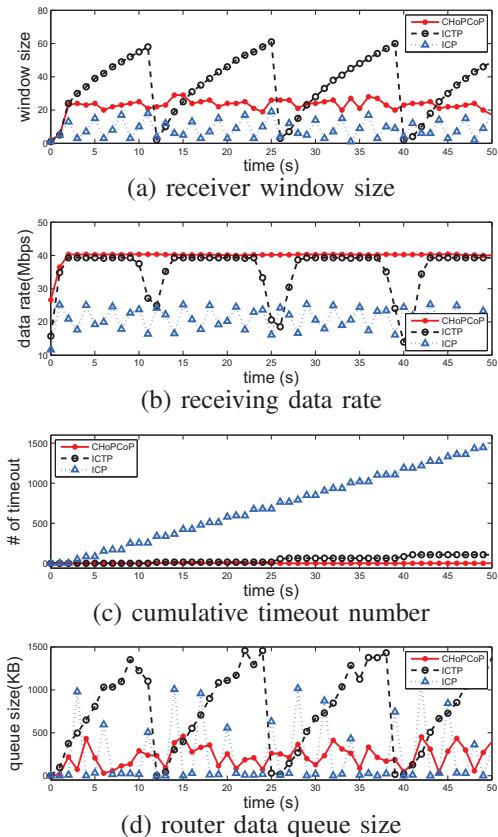 80
60
40
20
0
window size
CHoPCoP
ICTP
ICP
0 5 10 15 20 25 30 35 40 45 50
time (s)
(a) receiver window size
50
40
30
20
10
data rate(Mbps)
CHoPCoP
ICTP
ICP
0 5 10 15 20 25 30 35 40 45 50
time (s)
(b) receiving data rate
1500
1000
500
0
# of timeout
CHoPCoP
ICTP
ICP
0 5 10 15 20 25 30 35 40 45 50
time (s)
(c) cumulative timeout number
1500
1000
500
0
queue size(KB)
CHoPCoP
ICTP
ICP
0 5 10 15 20 25 30 35 40 45 50
time (s)
(d) router data queue size